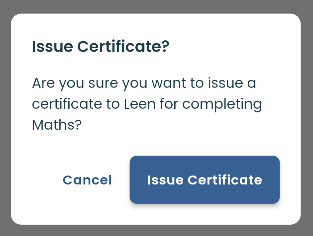 Issue Certificate?
Are you sure you want to issue a
certificate to Leen for completing
Maths?
Cancel
Issue Certificate